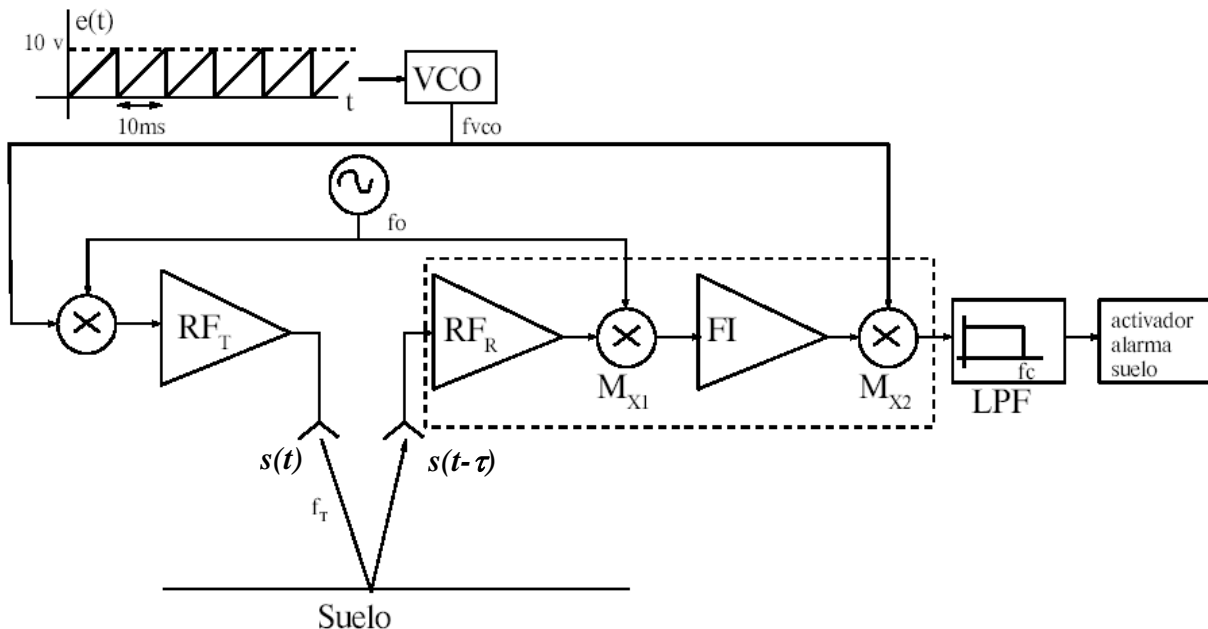 e(t)
10 v
t
10ms
VCO
fvco
fo
RF_T
RF_R
M_X1
FI
M_X2
fc
LPF
activador
alarma
suelo
s(t)
s(t-τ)
f_T
Suelo